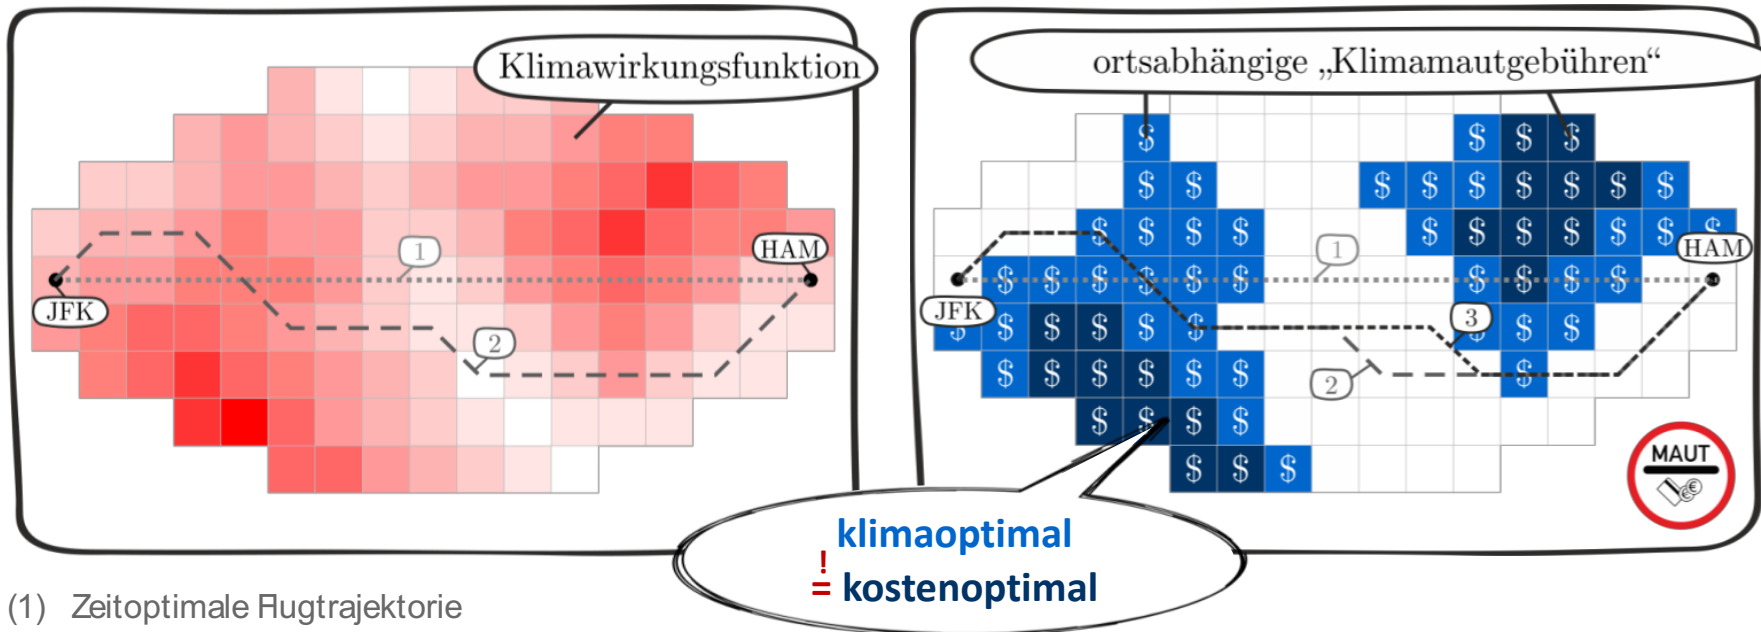 Klimawirkungsfunktion
1
HAM
JFK
2
ortsabhängige „Klimamautgebühren“
$ $ $ $
$ $ $ $ $ $ $ $ $
$ $ $ $ $ $ $ $ $ $ $
1
HAM
$ $ $ $ $ $ $ $ $ $
JFK
3
$ $ $ $ $ $ $ $ $
2
$ $ $ $ $ $ $
$ $ $ $
$ $ $
MAUT
klimaoptimal
!
= kostenoptimal
(1) Zeitoptimale Flugtrajektorie